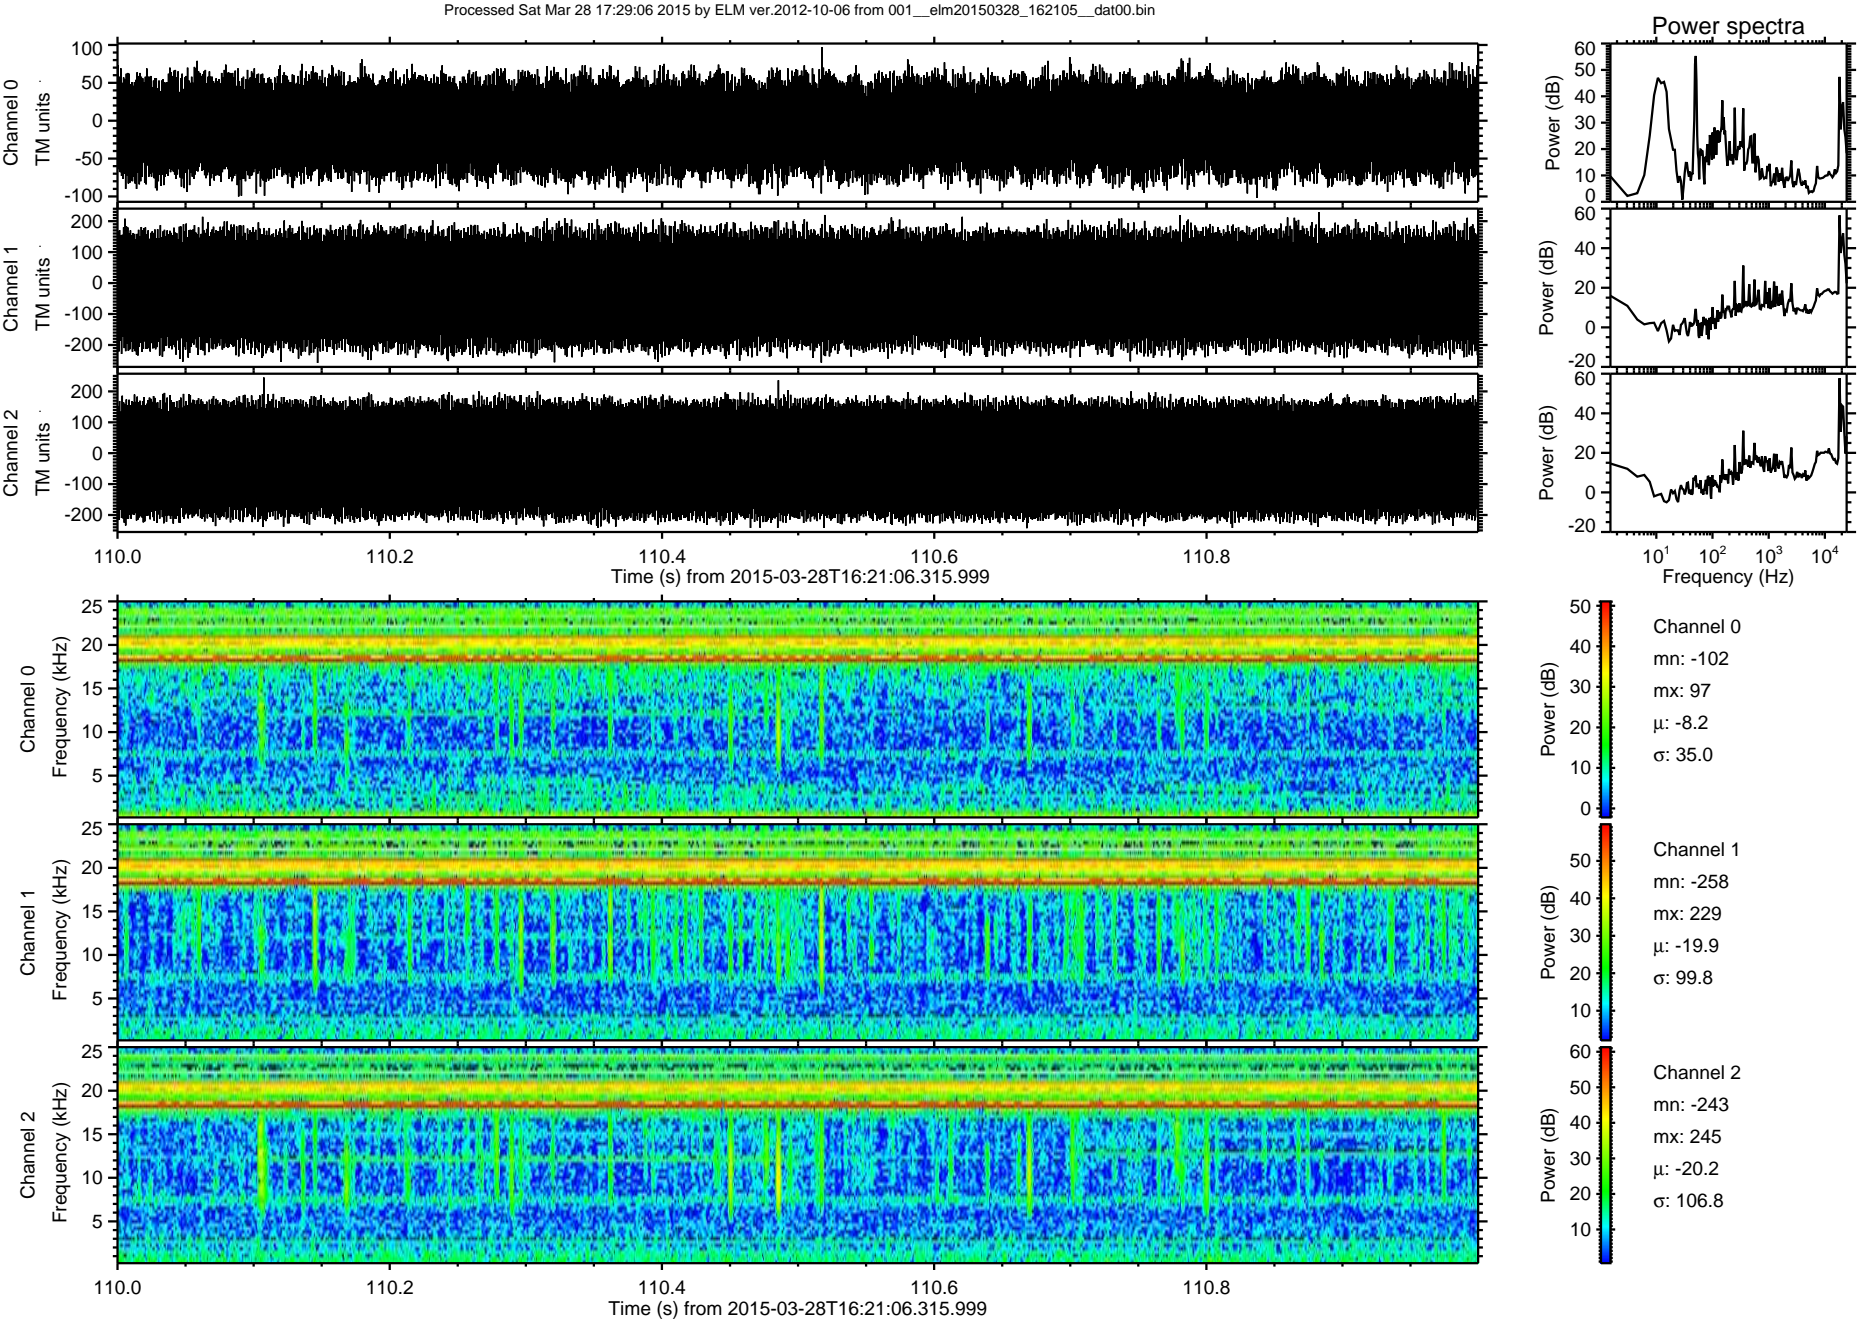 Processed Sat Mar 28 17:29:06 2015 by ELM ver.2012-10-06 from 001__elm20150328_162105__dat00.bin
Power spectra
Channel 0
TM units
100
50
0
-50
-100
Power (dB)
60
50
40
30
20
10
0
Channel 1
TM units
200
100
0
-100
-200
Power (dB)
60
40
20
0
-20
Channel 2
TM units
200
100
0
-100
-200
Power (dB)
60
40
20
0
-20
110.0 110.2 110.4 110.6 110.8
Time (s) from 2015-03-28T16:21:06.315.999
10¹ 10² 10³ 10⁴
Frequency (Hz)
Channel 0
Frequency (kHz)
25
20
15
10
5
Power (dB)
50
40
30
20
10
0
Channel 0
mn: -102
mx: 97
µ: -8.2
σ: 35.0
Channel 1
Frequency (kHz)
25
20
15
10
5
Power (dB)
50
40
30
20
10
Channel 1
mn: -258
mx: 229
µ: -19.9
σ: 99.8
Channel 2
Frequency (kHz)
25
20
15
10
5
Power (dB)
60
50
40
30
20
10
Channel 2
mn: -243
mx: 245
µ: -20.2
σ: 106.8
110.0 110.2 110.4 110.6 110.8
Time (s) from 2015-03-28T16:21:06.315.999